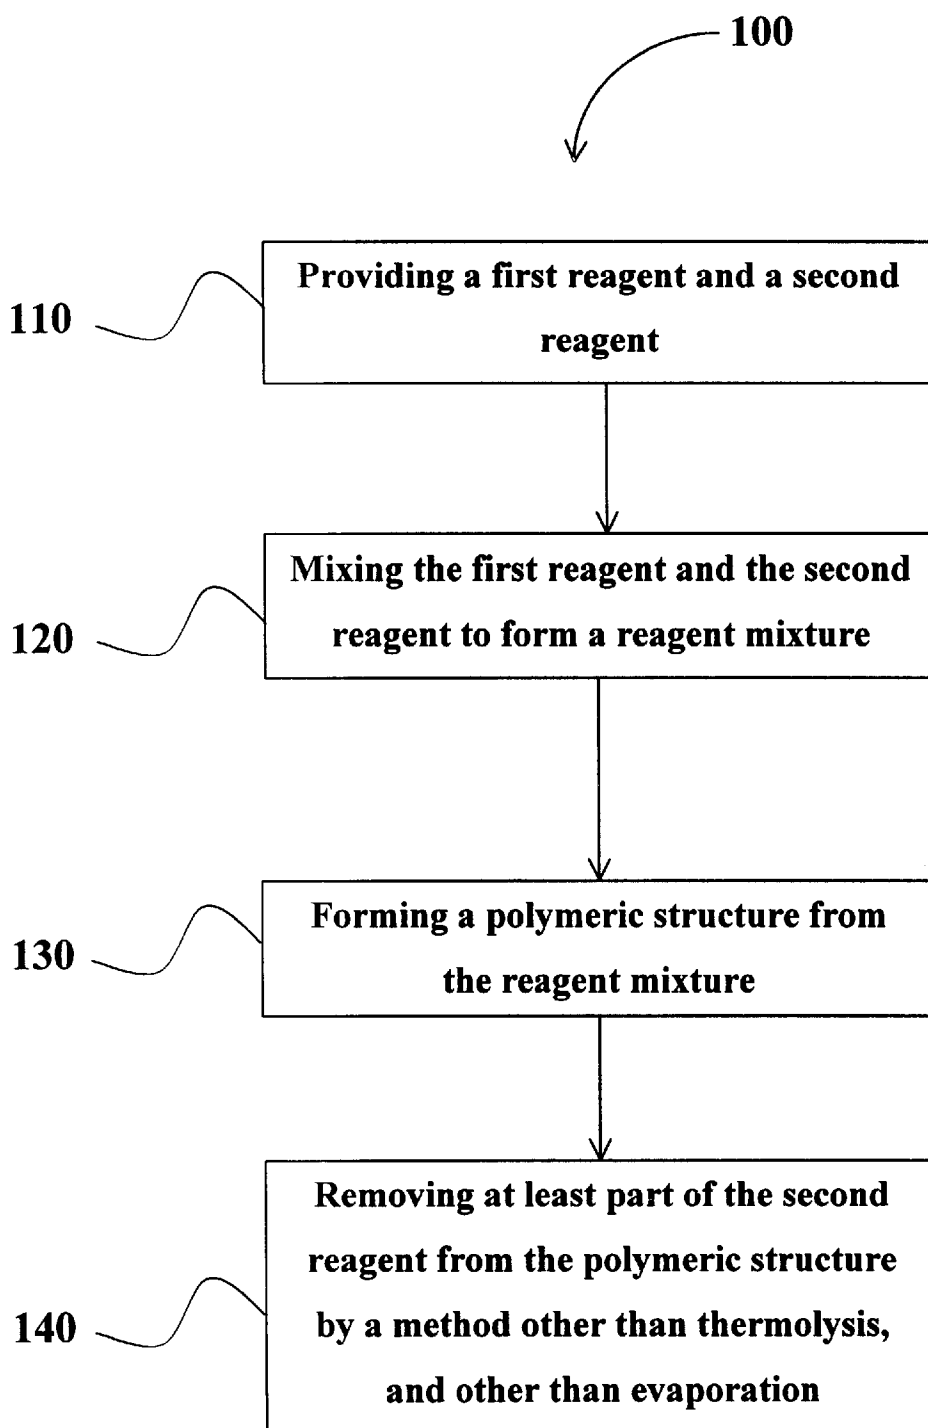 100
110
Providing a first reagent and a second
reagent
120
Mixing the first reagent and the second
reagent to form a reagent mixture
130
Forming a polymeric structure from
the reagent mixture
140
Removing at least part of the second
reagent from the polymeric structure
by a method other than thermolysis,
and other than evaporation